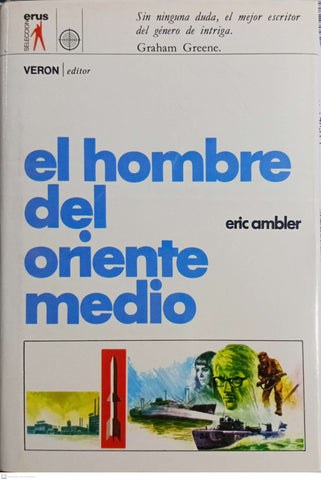 erus
SELECCION
Sin ninguna duda, el mejor escritor
del género de intriga.
Graham Greene.
VERON | editor
el hombre
del
oriente
medio
eric ambler